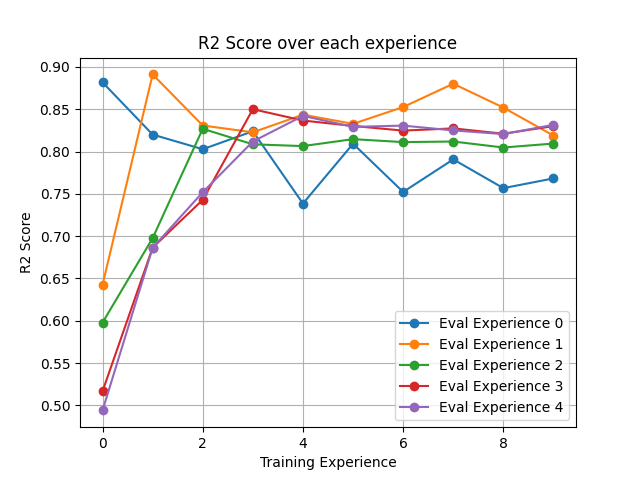 R2 Score over each experience
0.90
0.85
0.80
0.75
0.70
0.65
0.60
0.55
0.50
R2 Score
Eval Experience 0
Eval Experience 1
Eval Experience 2
Eval Experience 3
Eval Experience 4
0 2 4 6 8
Training Experience